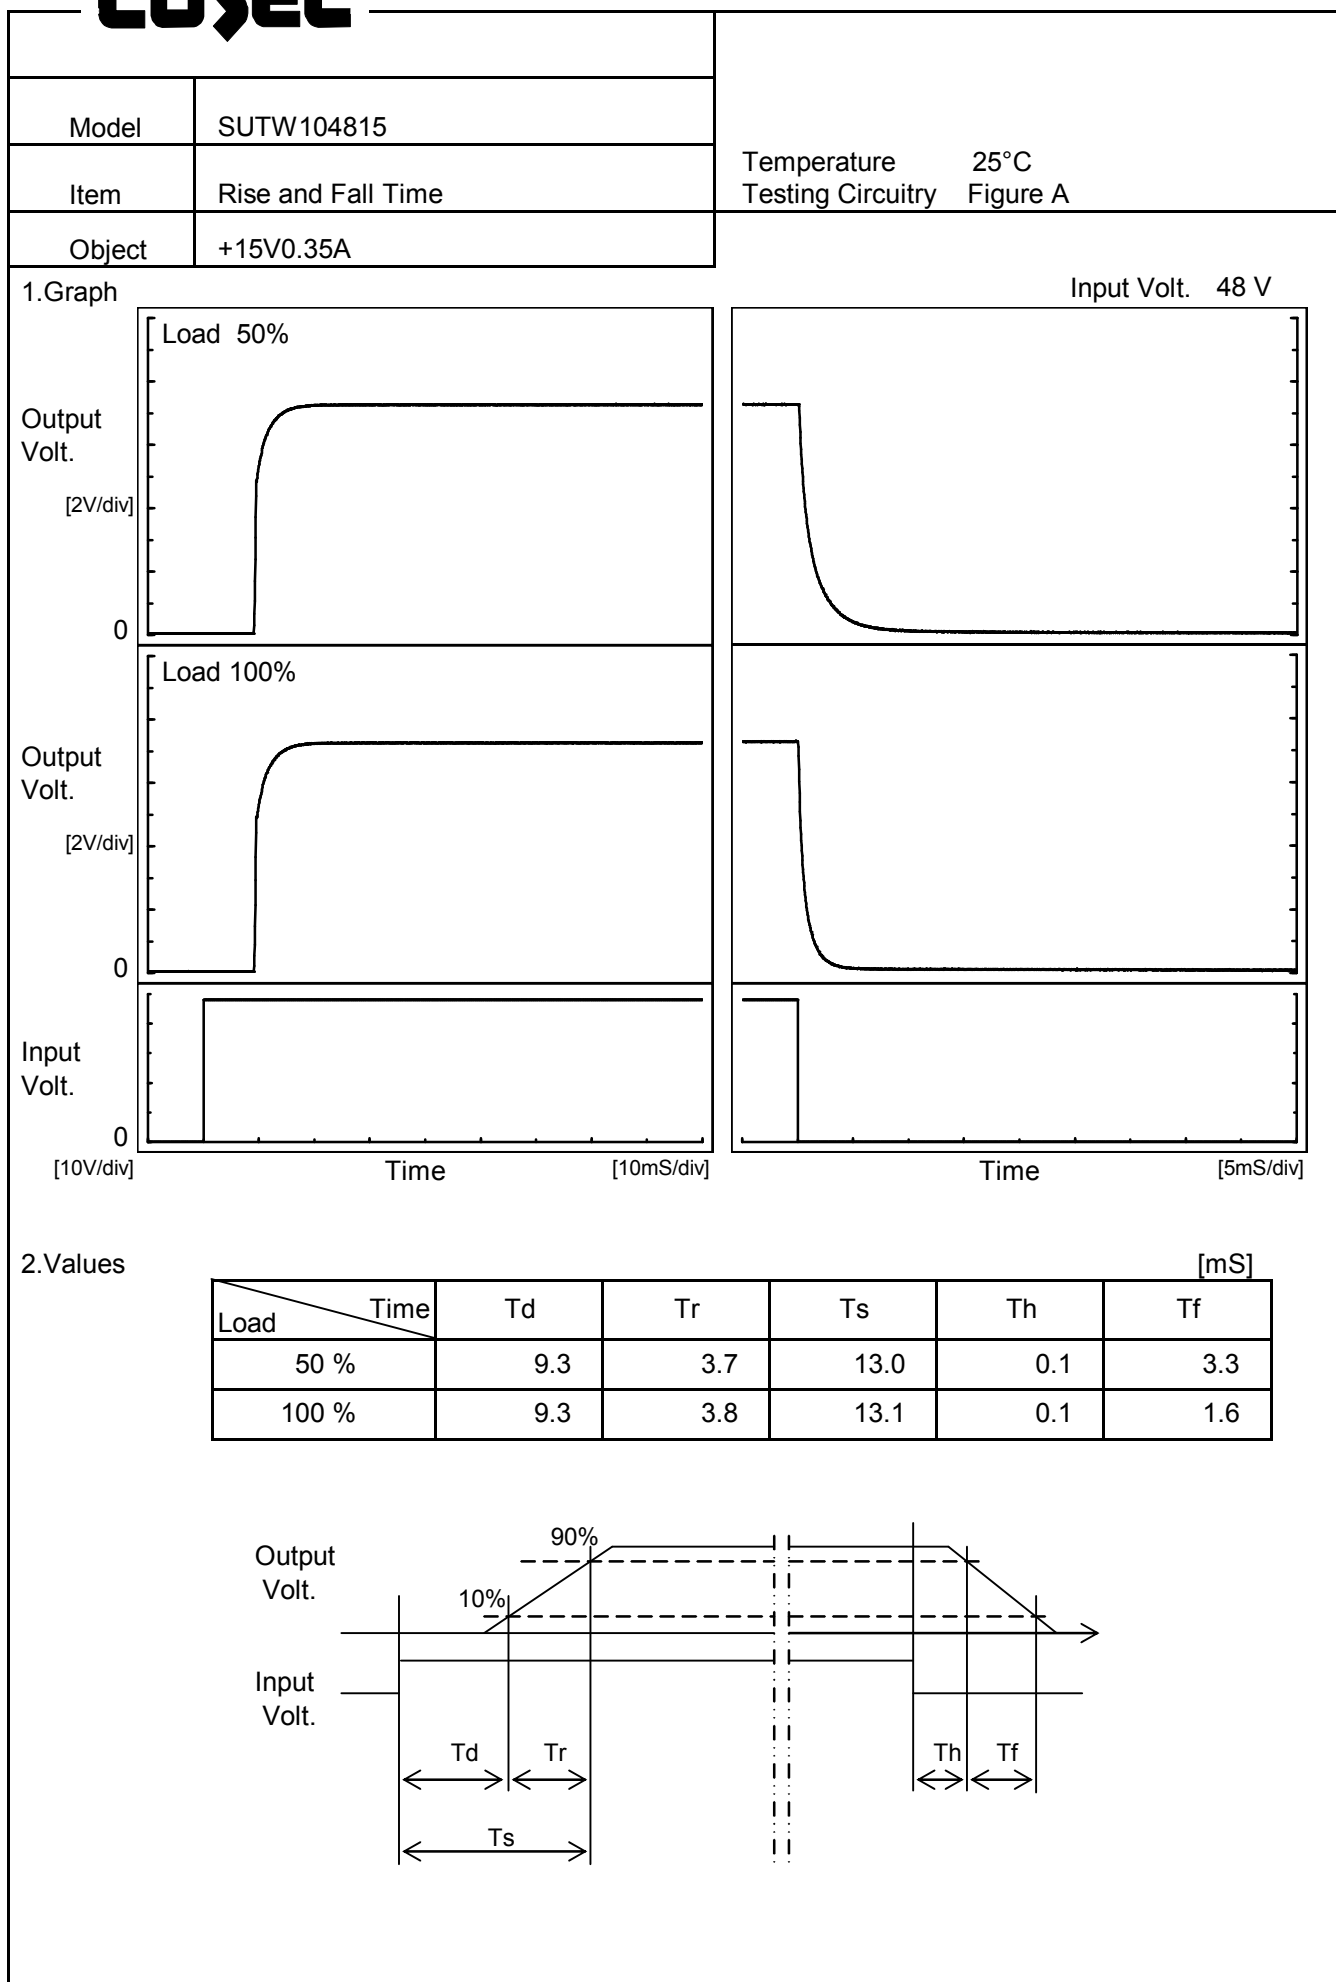 COSEL
Model SUTW104815
Item Rise and Fall Time
Temperature 25°C
Testing Circuitry Figure A
Object +15V0.35A
1.Graph
Input Volt. 48 V
Load 50%
Output
Volt.
[2V/div]
0
Load 100%
Output
Volt.
[2V/div]
0
Input
Volt.
0
[10V/div] Time [10mS/div] Time [5mS/div]
2.Values [mS]
Time
Load Td Tr Ts Th Tf
50 % 9.3 3.7 13.0 0.1 3.3
100 % 9.3 3.8 13.1 0.1 1.6
90%
Output
Volt.
10%
Input
Volt.
Td Tr Th Tf
Ts